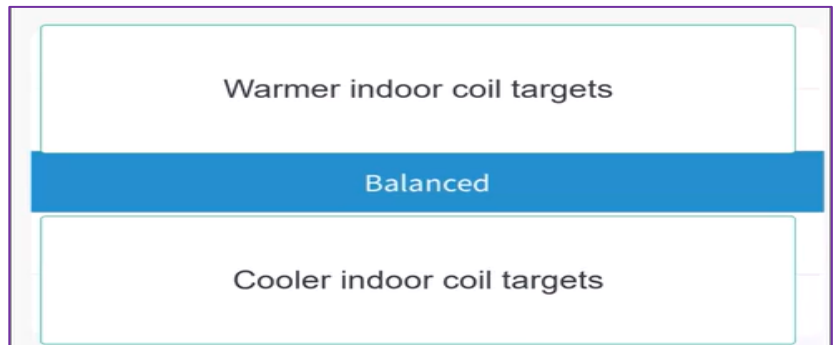 Warmer indoor coil targets
Balanced
Cooler indoor coil targets